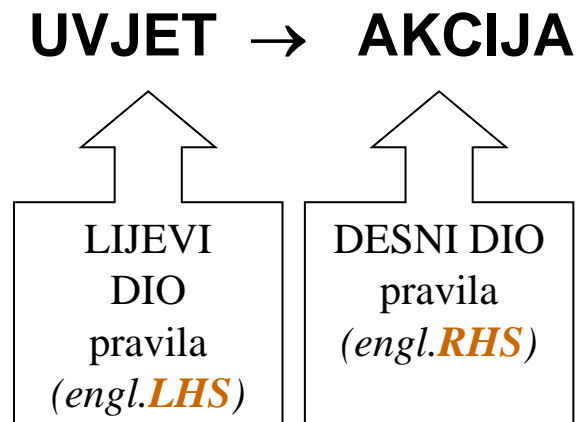 UVJET → AKCIJA
LIJEVI
DIO
pravila
(engl.LHS)
DESNI DIO
pravila
(engl.RHS)